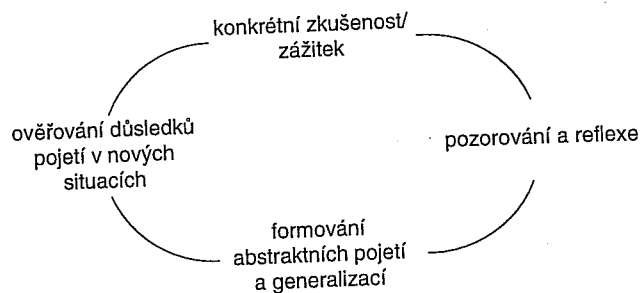 konkrétní zkušenost/
zážitek
pozorování a reflexe
formování
abstraktních pojetí
a generalizací
ověřování důsledků
pojetí v nových
situacích